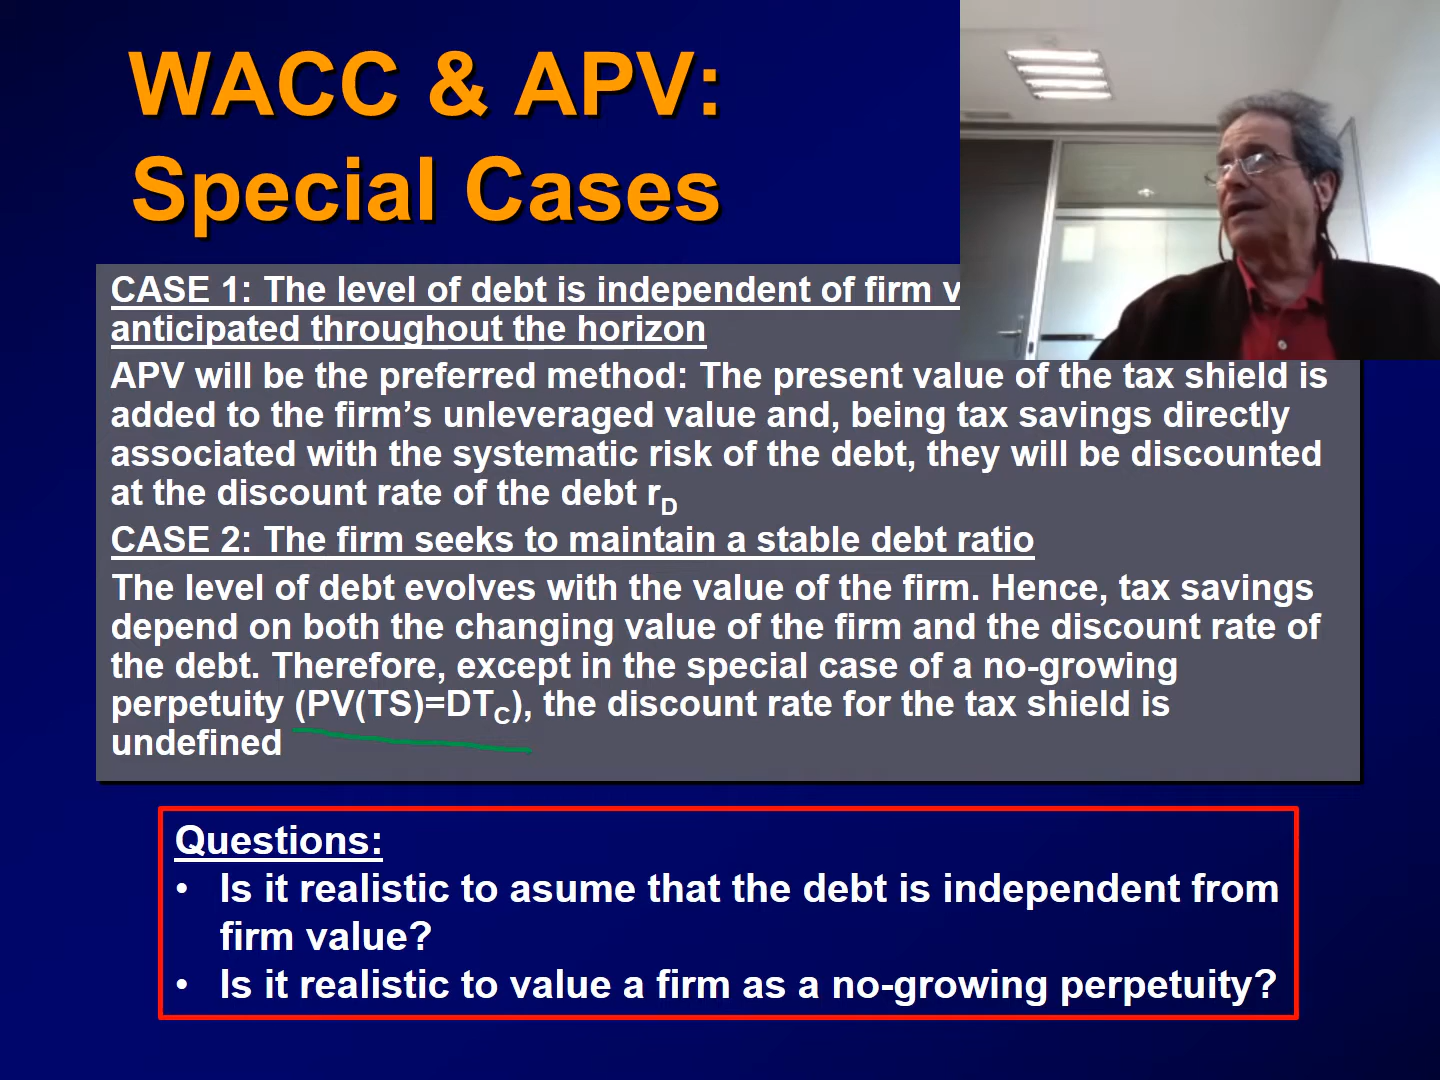 WACC & APV:
Special Cases
CASE 1: The level of debt is independent of firm
anticipated throughout the horizon
APV will be the preferred method: The present value of the tax shield is
added to the firm’s unleveraged value and, being tax savings directly
associated with the systematic risk of the debt, they will be discounted
at the discount rate of the debt rD
CASE 2: The firm seeks to maintain a stable debt ratio
The level of debt evolves with the value of the firm. Hence, tax savings
depend on both the changing value of the firm and the discount rate of
the debt. Therefore, except in the special case of a no-growing
perpetuity (PV(TS)=DTC), the discount rate for the tax shield is
undefined
Questions:
• Is it realistic to asume that the debt is independent from
firm value?
• Is it realistic to value a firm as a no-growing perpetuity?